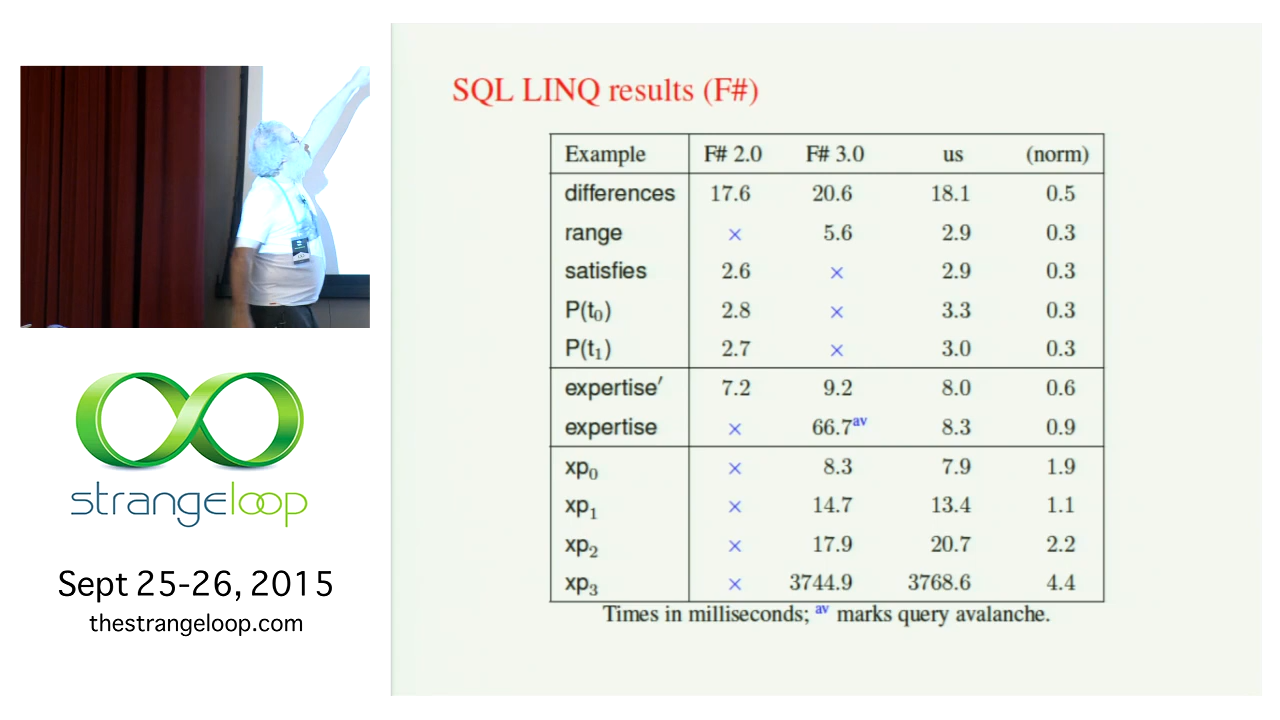 SQL LINQ results (F#)
Example F# 2.0 F# 3.0 us (norm)
differences 17.6 20.6 18.1 0.5
range × 5.6 2.9 0.3
satisfies 2.6 × 2.9 0.3
P(t₀) 2.8 × 3.3 0.3
P(t₁) 2.7 × 3.0 0.3
expertise′ 7.2 9.2 8.0 0.6
expertise × 66.7ᵃᵛ 8.3 0.9
xp₀ × 8.3 7.9 1.9
xp₁ × 14.7 13.4 1.1
xp₂ × 17.9 20.7 2.2
xp₃ × 3744.9 3768.6 4.4
Times in milliseconds; ᵃᵛ marks query avalanche.
strangeloop
Sept 25-26, 2015
thestrangeloop.com